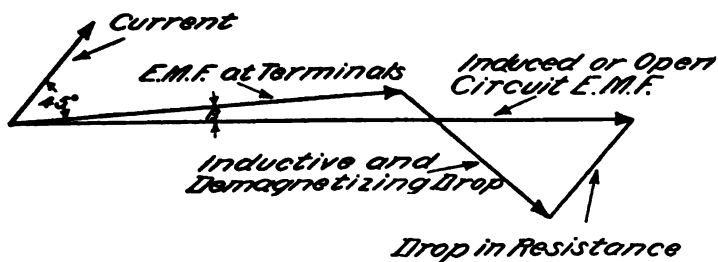 Current
45°
E.M.F. at Terminals
Induced or Open
Circuit E.M.F.
Inductive and
Demagnetizing Drop
Drop in Resistance